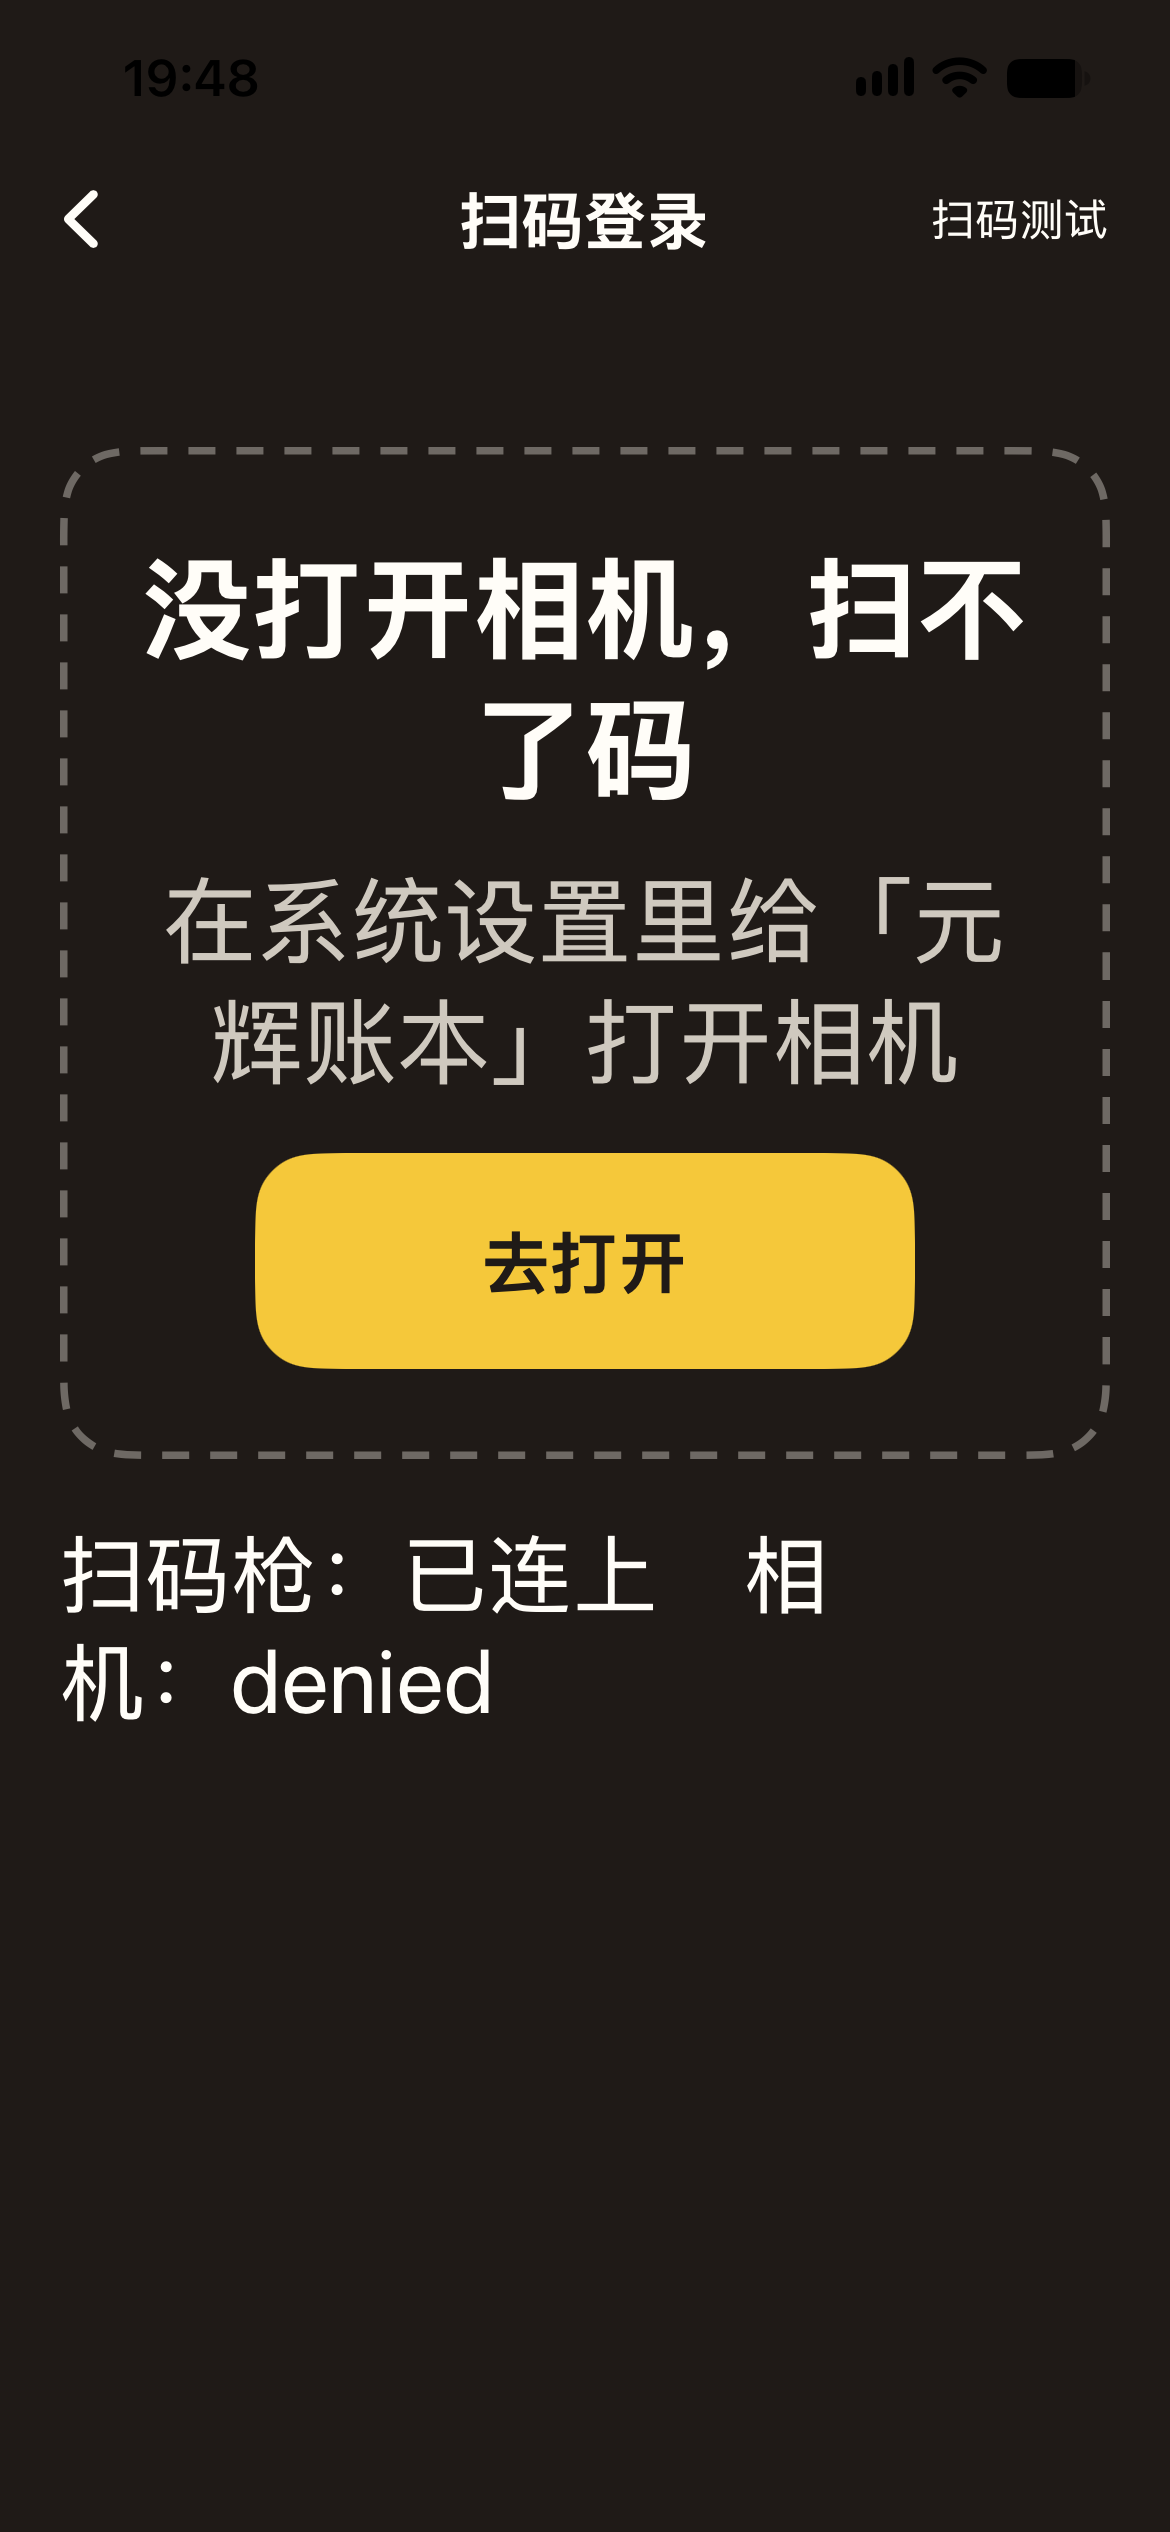 19:48
扫码登录
扫码测试
没打开相机，扫不
了码
在系统设置里给「元
辉账本」打开相机
去打开
扫码枪：已连上　相
机：denied